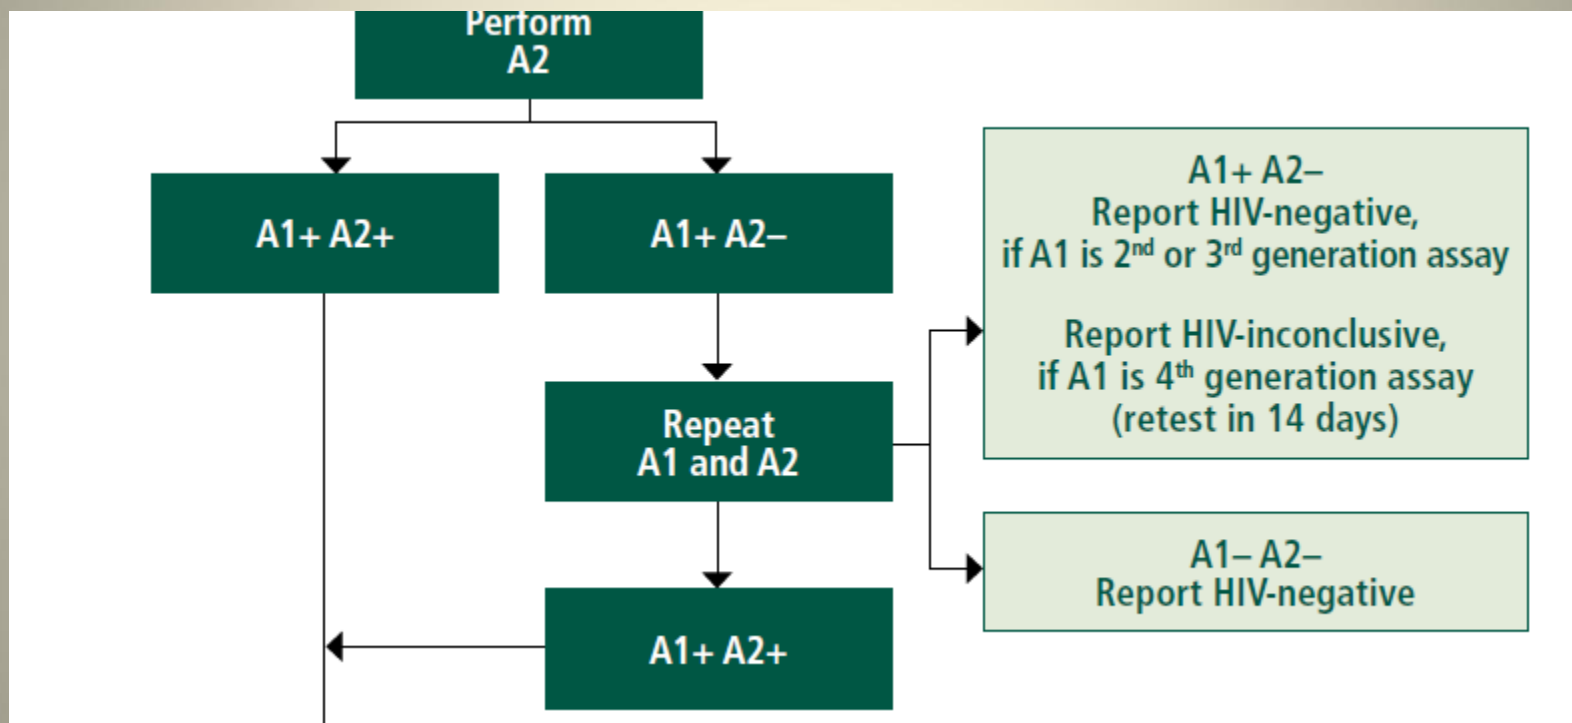 Perform
A2
A1+ A2+
A1+ A2–
A1+ A2–
Report HIV-negative,
if A1 is 2nd or 3rd generation assay
Report HIV-inconclusive,
if A1 is 4th generation assay
(retest in 14 days)
Repeat
A1 and A2
A1– A2–
Report HIV-negative
A1+ A2+